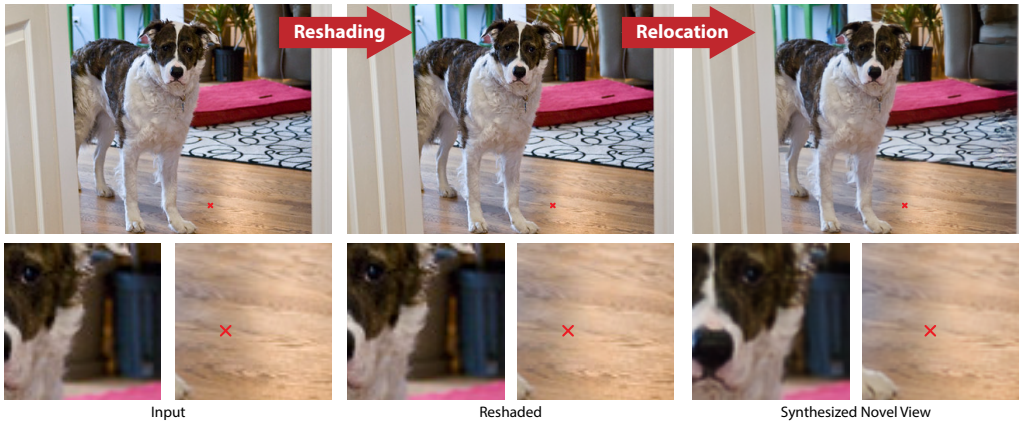 Reshading
Relocation
Input
Reshaded
Synthesized Novel View